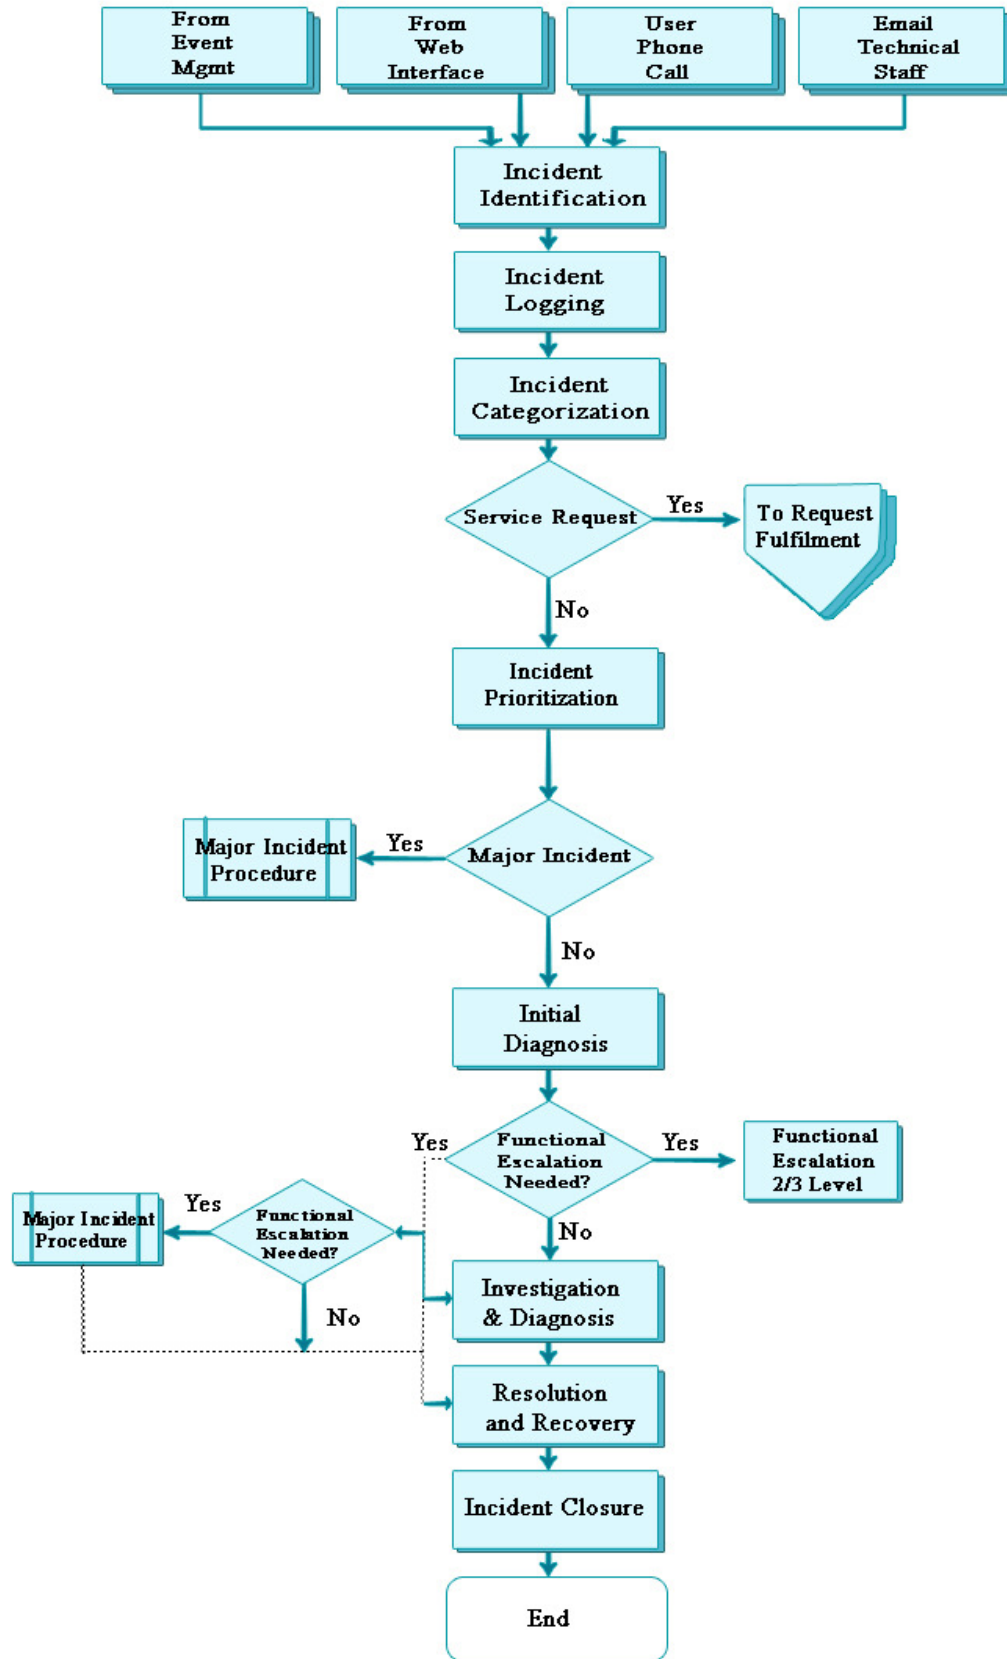 From
Event
Mgmt
From
Web
Interface
User
Phone
Call
Email
Technical
Staff
Incident
Identification
Incident
Logging
Incident
Categorization
Service Request
Yes
To Request
Fulfilment
No
Incident
Prioritization
Major Incident
Procedure
Yes
Major Incident
No
Initial
Diagnosis
Yes
Functional
Escalation
Needed?
Yes
Functional
Escalation
2/3 Level
Major Incident
Procedure
Yes
Functional
Escalation
Needed?
No
No
Investigation
& Diagnosis
Resolution
and Recovery
Incident Closure
End